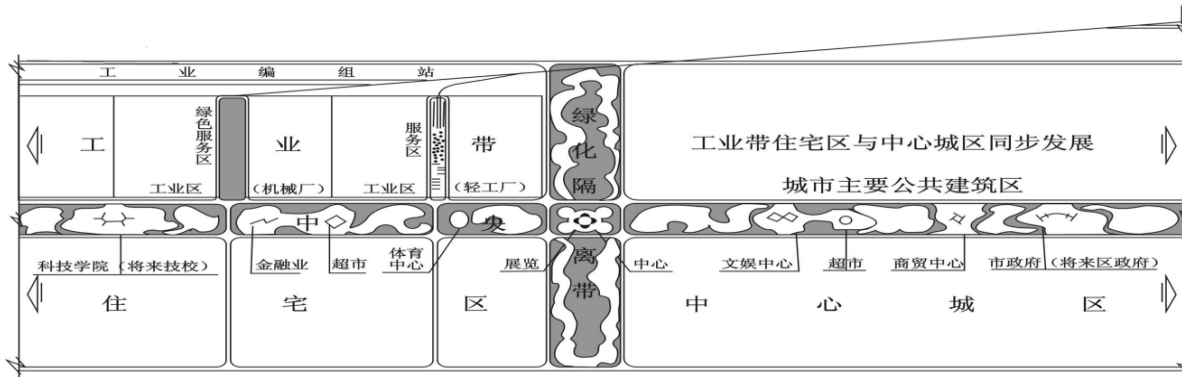 工业编组站
绿色服务区
服务区
工业带
工业区
(机械厂)
工业区
(轻工厂)
绿化隔离带
工业带住宅区与中心城区同步发展
城市主要公共建筑区
中央
科技学院(将来技校)
金融业
超市
体育中心
展览
中心
文娱中心
超市
商贸中心
市政府(将来区政府)
住宅区
中心城区